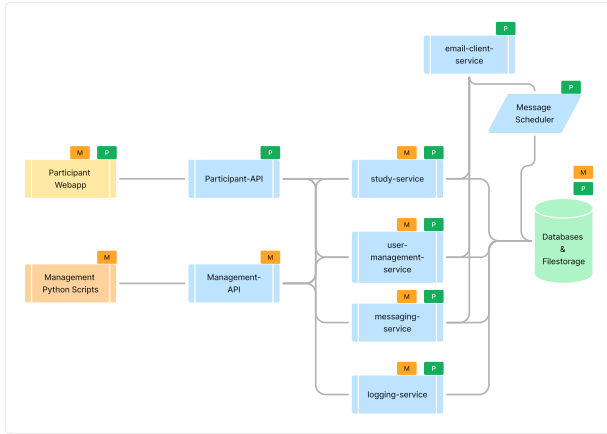 P
email-client-
service
P
Message
Scheduler
M P
Participant
Webapp
P
Participant-API
M P
study-service
M
P
Databases
&
Filestorage
M P
user-
management-
service
M
Management
Python Scripts
M
Management-
API
M P
messaging-
service
M P
logging-service